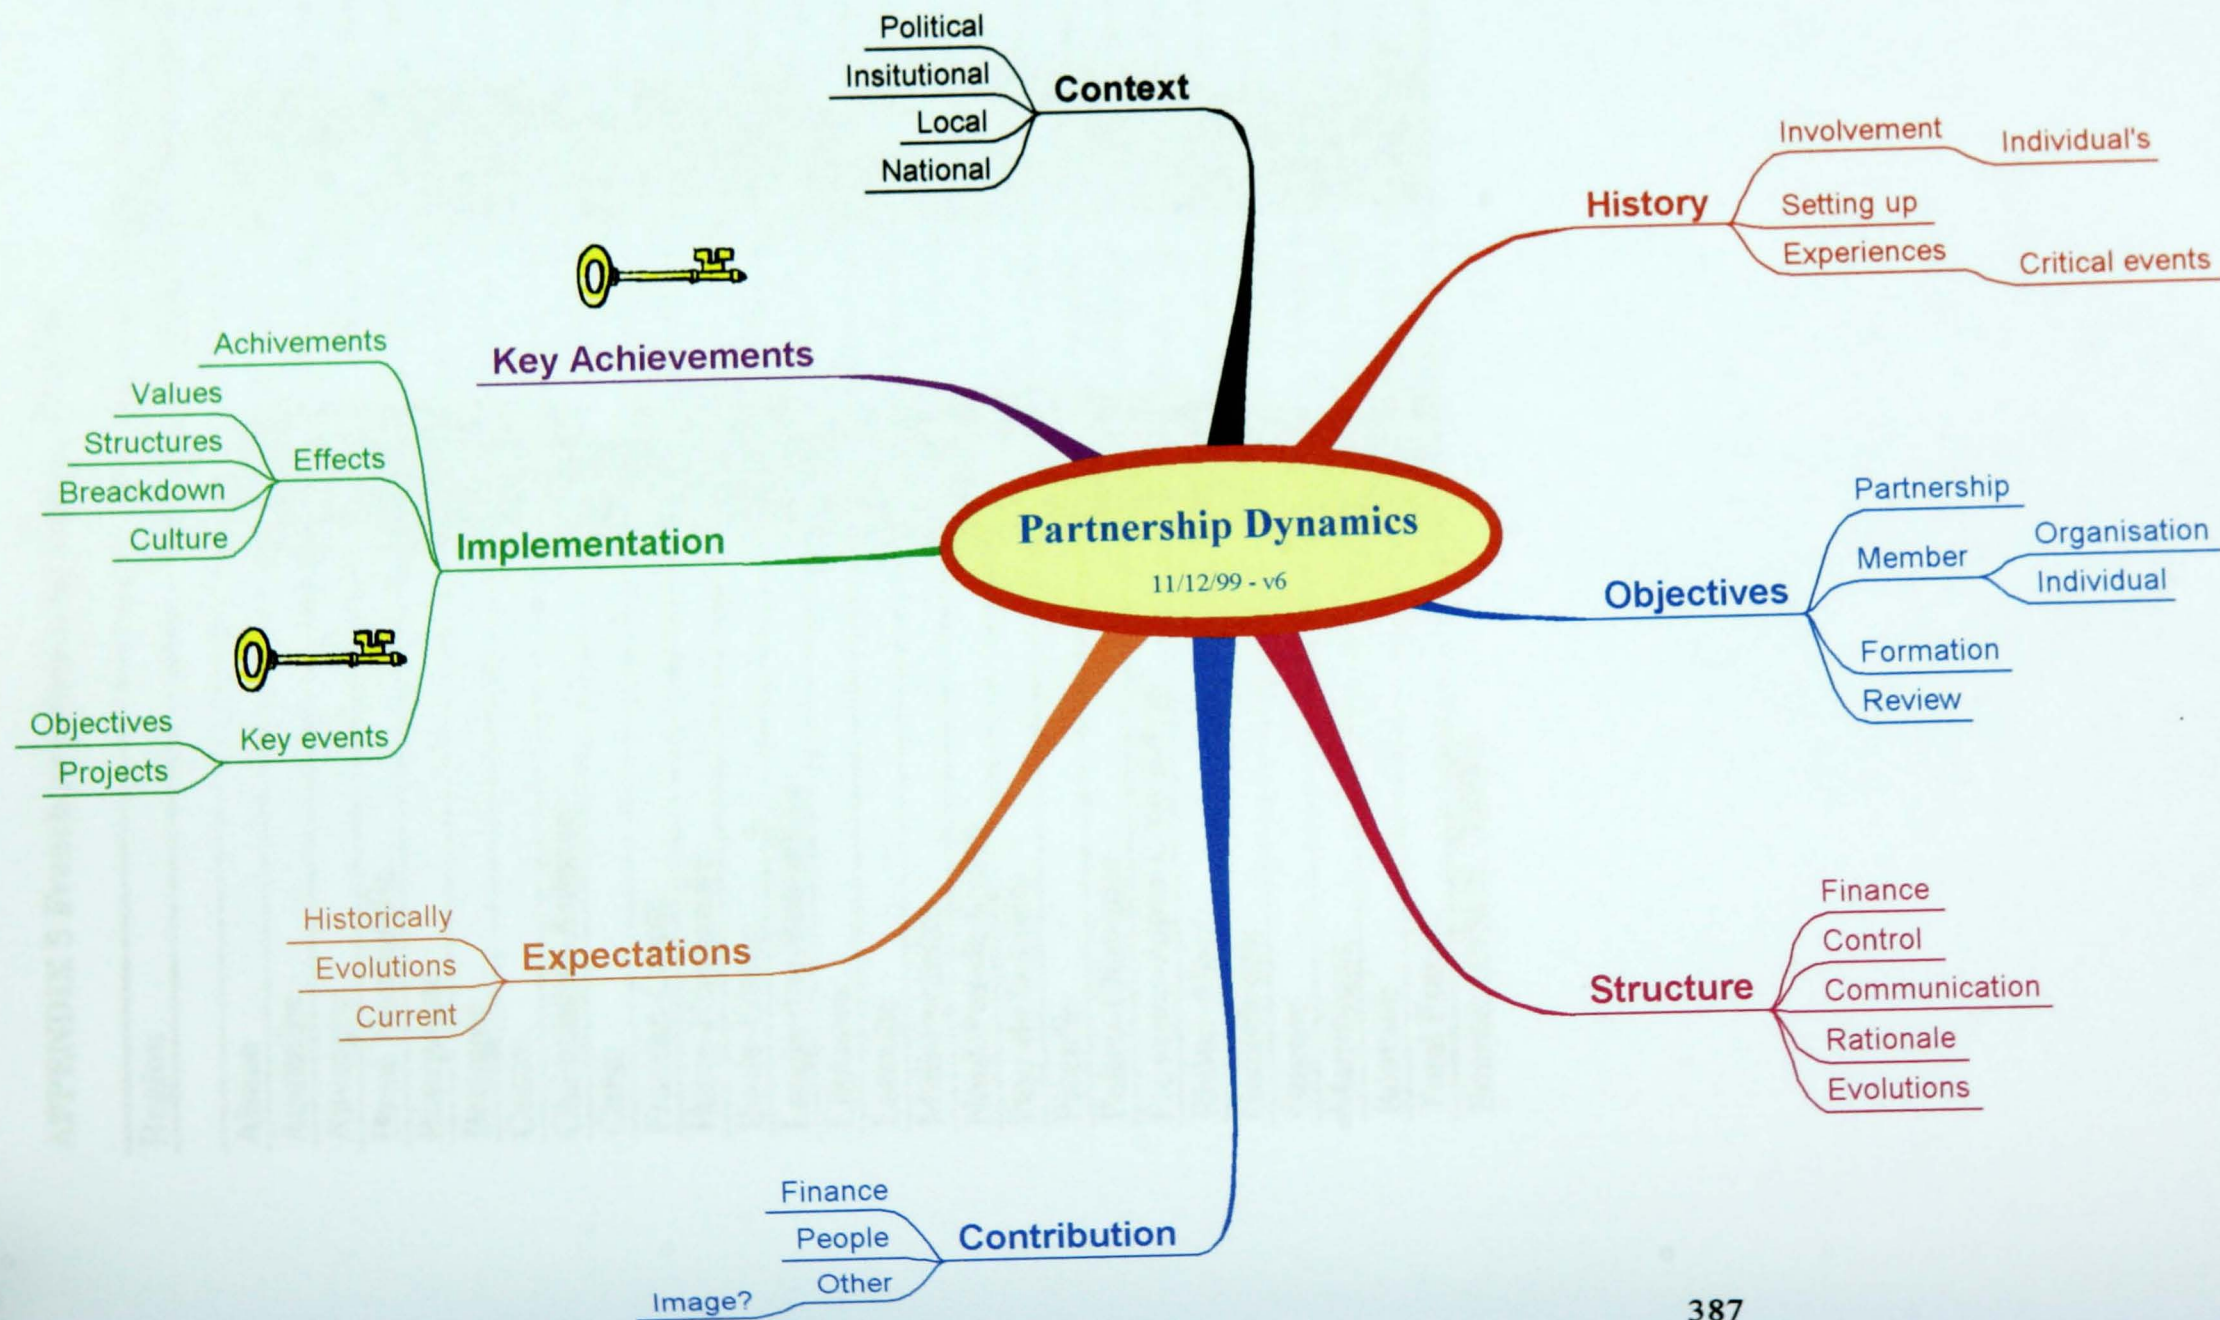 Partnership Dynamics
11/12/99 - v6
Context
Political
Insitutional
Local
National
History
Involvement
Individual's
Setting up
Experiences
Critical events
Objectives
Partnership
Member
Organisation
Individual
Formation
Review
Structure
Finance
Control
Communication
Rationale
Evolutions
Contribution
Finance
People
Other
Image?
Expectations
Historically
Evolutions
Current
Implementation
Achivements
Effects
Values
Structures
Breackdown
Culture
Key events
Objectives
Projects
Key Achievements
387